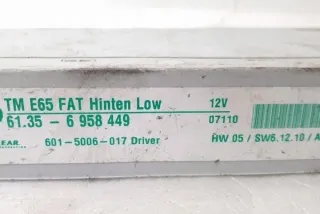 TM E65 FAT Hinten Low 12V
61.35 - 6 958 449 07110
EAR 601-5006-017 Driver HW 05 / SW6.12.10 / A